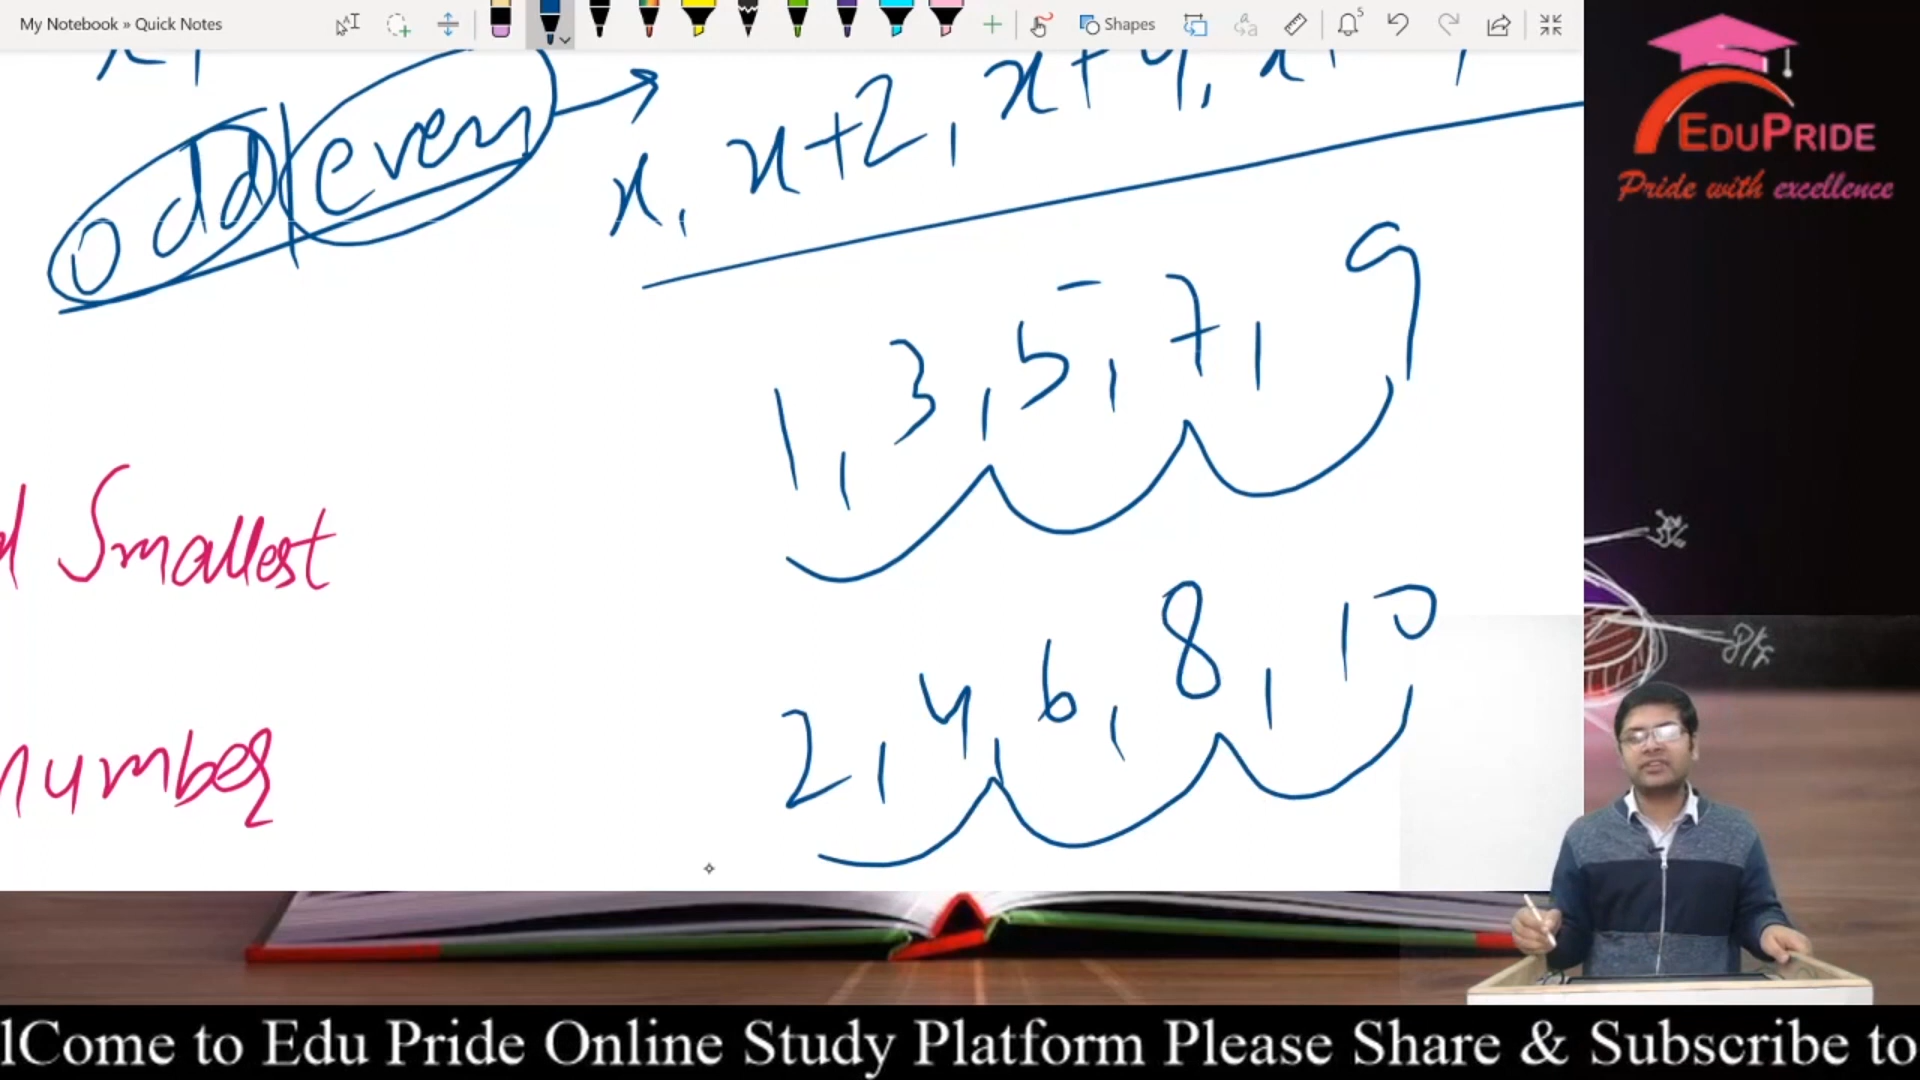 My Notebook » Quick Notes
Shapes
5
EDUPRIDE
Pride with excellence
odd even
x, x+2, x+4,
1, 3, 5, 7, 9
Smallest
2, 4, 6, 8, 10
number
lCome to Edu Pride Online Study Platform Please Share & Subscribe to